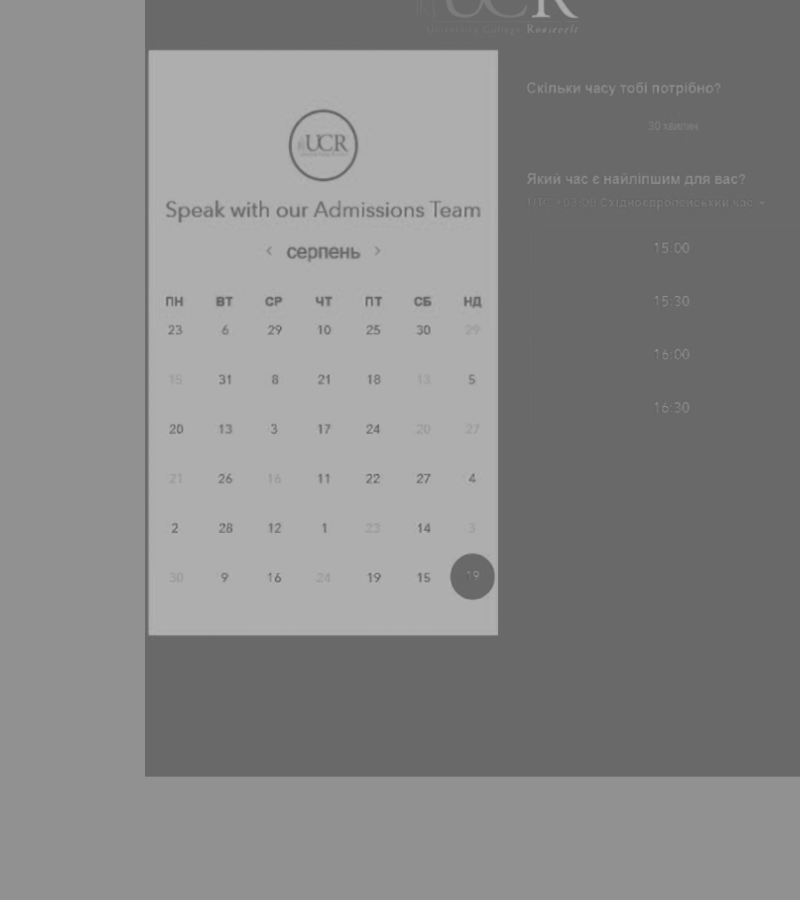 UCR
University College Roosevelt
UCR
Speak with our Admissions Team
< серпень >
ПН ВТ СР ЧТ ПТ СБ НД
23 6 29 10 25 30 29
15 31 8 21 18 13 5
20 13 3 17 24 20 27
21 26 16 11 22 27 4
2 28 12 1 23 14 3
30 9 16 24 19 15 19
Скільки часу тобі потрібно?
30 хвилин
Який час є найліпшим для вас?
UTC +03:00 Східноєвропейський час
15:00
15:30
16:00
16:30